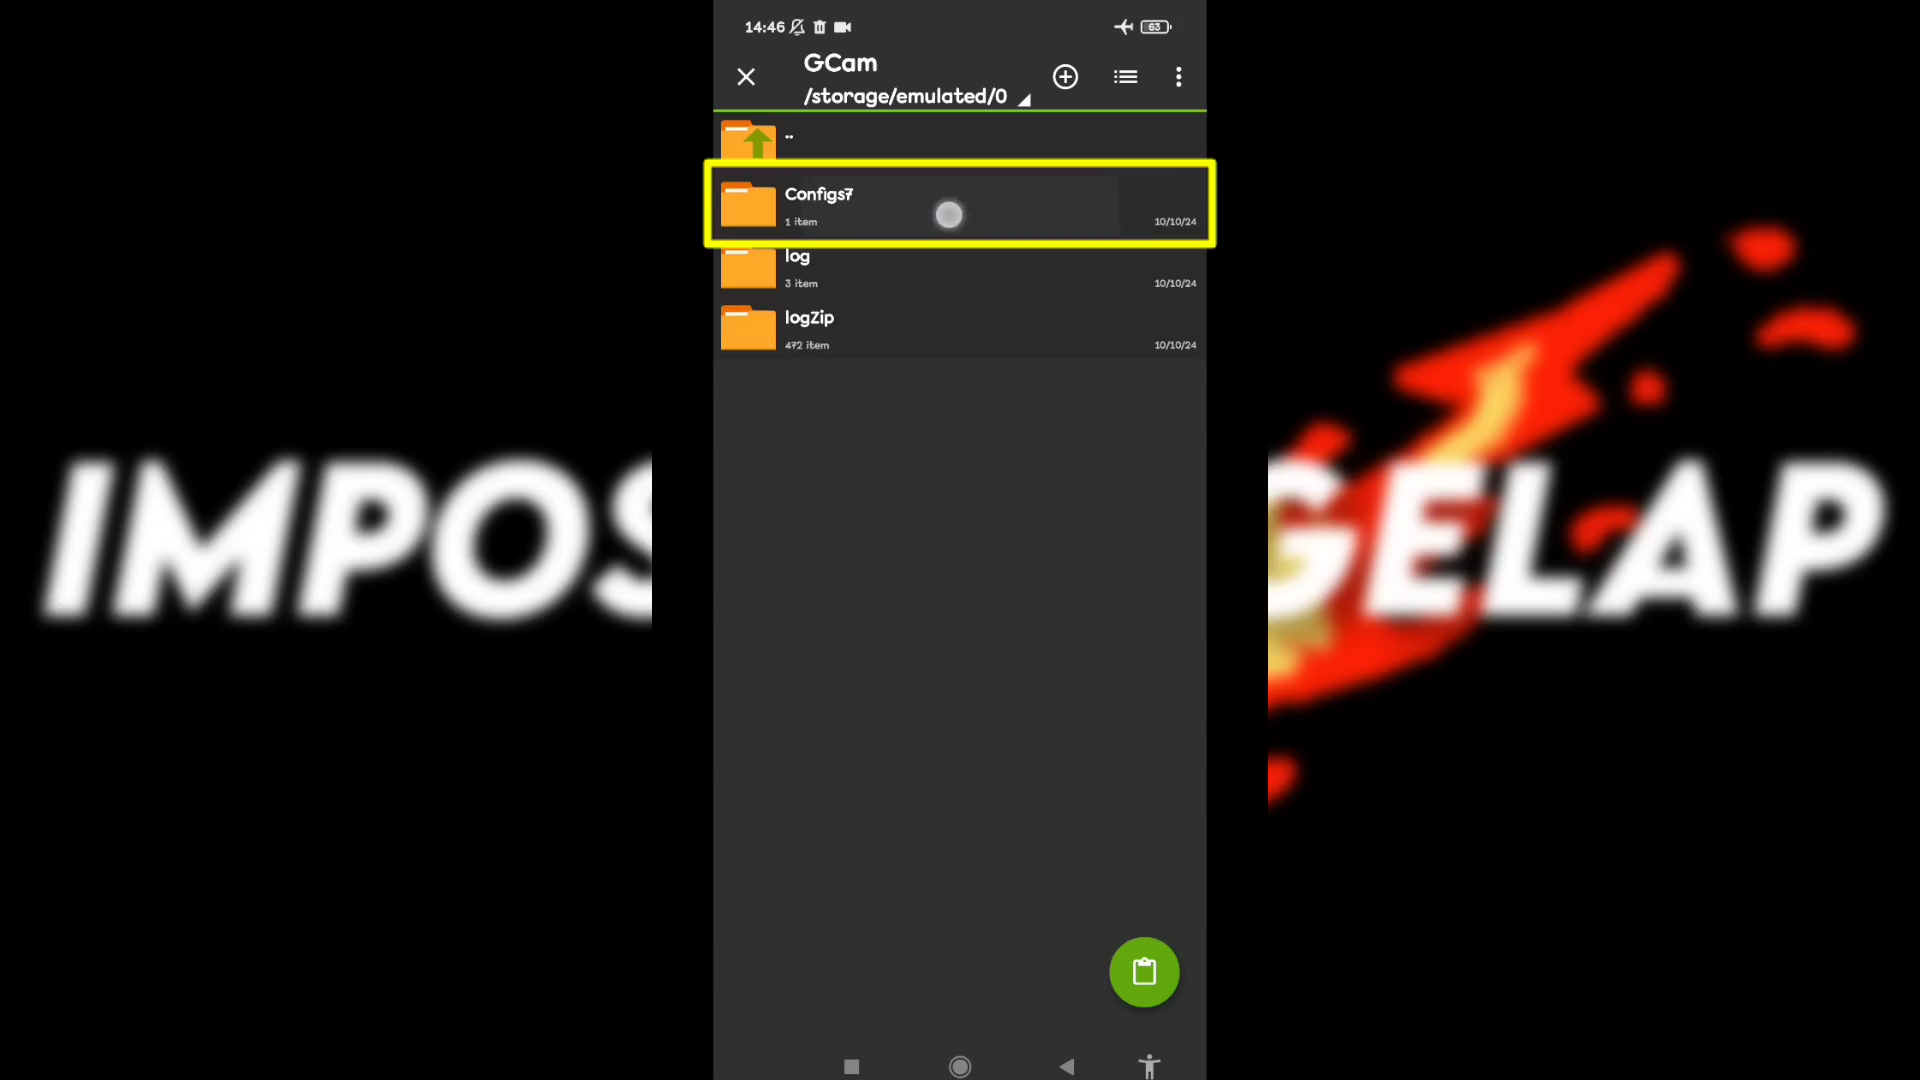 14:46
63
GCam
/storage/emulated/0
..
Configs7
1 item
10/10/24
log
3 item
10/10/24
logZip
472 item
10/10/24
IMPOS
GELAP